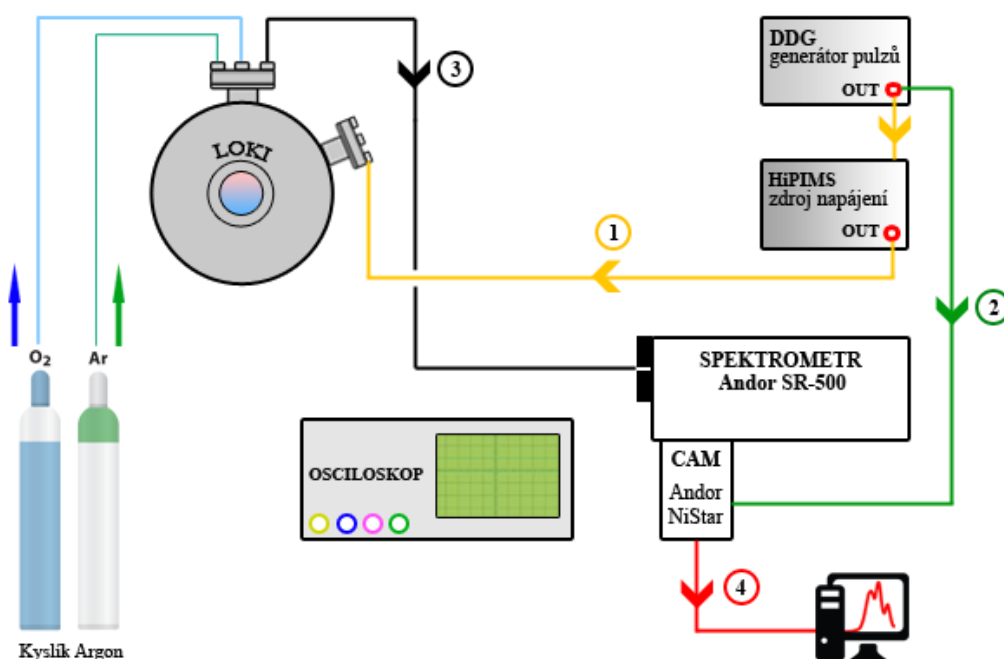 DDG
generátor pulzů
OUT
3
LOKI
HiPIMS
zdroj napájení
OUT
1
2
O2
Ar
SPEKTROMETR
Andor SR-500
OSCILOSKOP
CAM
Andor
NiStar
4
Kyslík Argon